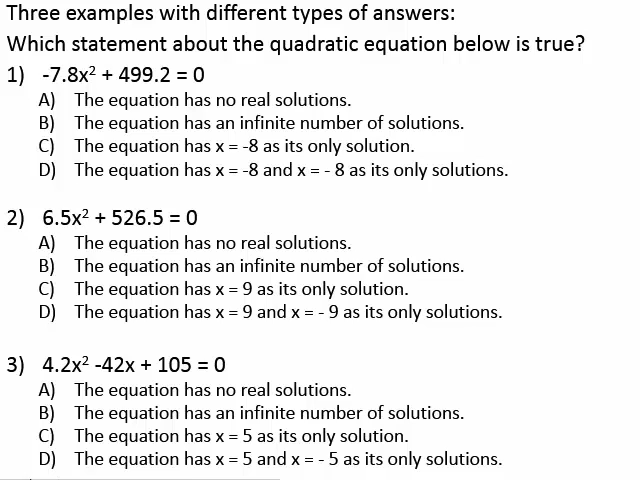 Three examples with different types of answers:
Which statement about the quadratic equation below is true?
1) -7.8x² + 499.2 = 0
A) The equation has no real solutions.
B) The equation has an infinite number of solutions.
C) The equation has x = -8 as its only solution.
D) The equation has x = -8 and x = - 8 as its only solutions.
2) 6.5x² + 526.5 = 0
A) The equation has no real solutions.
B) The equation has an infinite number of solutions.
C) The equation has x = 9 as its only solution.
D) The equation has x = 9 and x = - 9 as its only solutions.
3) 4.2x² -42x + 105 = 0
A) The equation has no real solutions.
B) The equation has an infinite number of solutions.
C) The equation has x = 5 as its only solution.
D) The equation has x = 5 and x = - 5 as its only solutions.